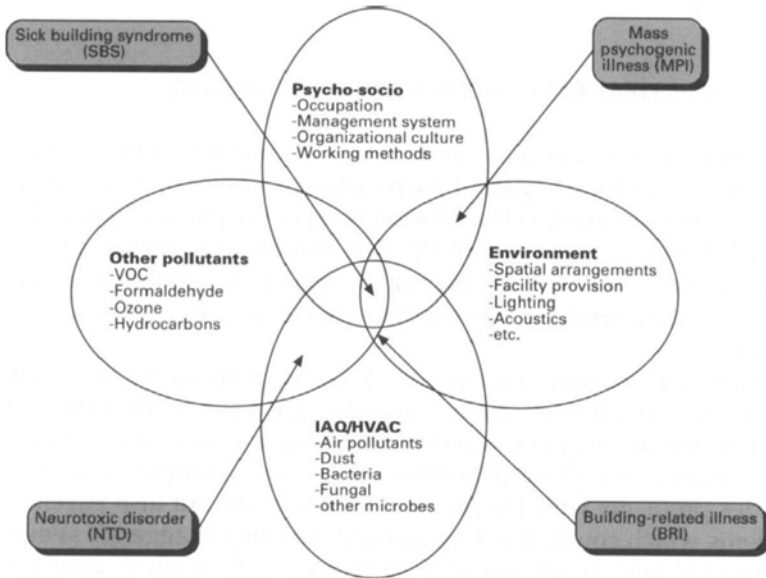 Sick building syndrome
(SBS)
Mass
psychogenic
illness (MPI)
Psycho-socio
-Occupation
-Management system
-Organizational culture
-Working methods
Other pollutants
-VOC
-Formaldehyde
-Ozone
-Hydrocarbons
Environment
-Spatial arrangements
-Facility provision
-Lighting
-Acoustics
-etc.
IAQ/HVAC
-Air pollutants
-Dust
-Bacteria
-Fungal
-other microbes
Neurotoxic disorder
(NTD)
Building-related illness
(BRI)